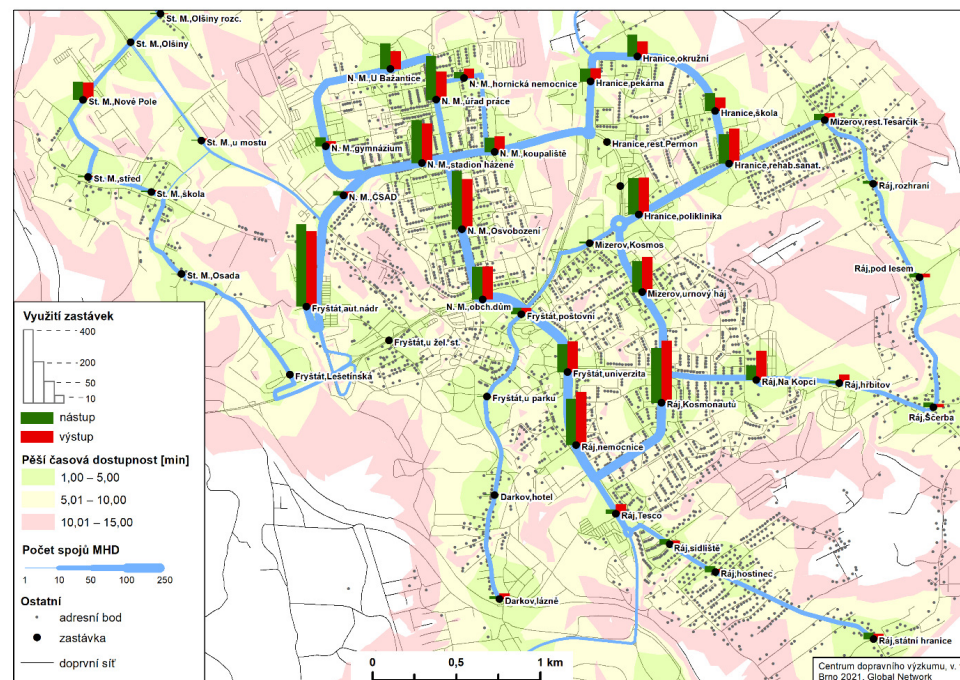 St. M.,Olšiny rozc.
St. M.,Olšiny
St. M.,Nové Pole
St. M.,u mostu
St. M.,střed
St. M.,škola
St. M.,Osada
N. M.,U Bažantice
N. M.,hornická nemocnice
N. M.,úřad práce
N. M.,gymnázium
N. M.,stadion házené
N. M.,koupaliště
N. M.,ČSAD
N. M.,Osvobození
N. M.,obch.dům
Hranice,okružní
Hranice,pekárna
Hranice,škola
Hranice,rest.Permon
Hranice,rehab.sanat.
Hranice,poliklinika
Mizerov,rest.Tesarčík
Mizerov,Kosmos
Mizerov,urnový háj
Ráj,rozhraní
Ráj,pod lesem
Ráj,Ščerba
Ráj,hřbitov
Ráj,Na Kopci
Ráj,Kosmonautů
Ráj,nemocnice
Ráj,Tesco
Ráj,sídliště
Ráj,hostinec
Ráj,státní hranice
Fryštát,aut.nádr
Fryštát,u žel. st.
Fryštát,Lešetínská
Fryštát,poštovní
Fryštát,univerzita
Fryštát,u parku
Darkov,hotel
Darkov,lázně
Využití zastávek
400
200
50
10
nástup
výstup
Pěší časová dostupnost [min]
1,00 – 5,00
5,01 – 10,00
10,01 – 15,00
Počet spojů MHD
1 10 50 100 250
Ostatní
adresní bod
zastávka
doprvní síť
0 0,5 1 km
Centrum dopravního výzkumu, v.
Brno 2021, Global Network